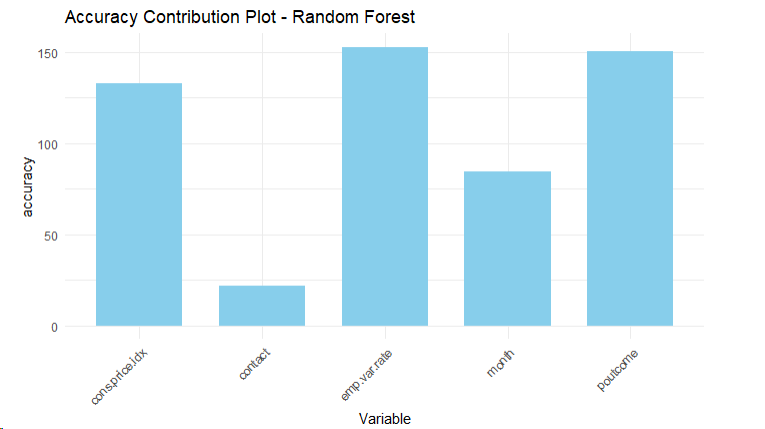 Accuracy Contribution Plot - Random Forest
accuracy
150
100
50
0
cons.price.idx
contact
emp.var.rate
month
poutcome
Variable